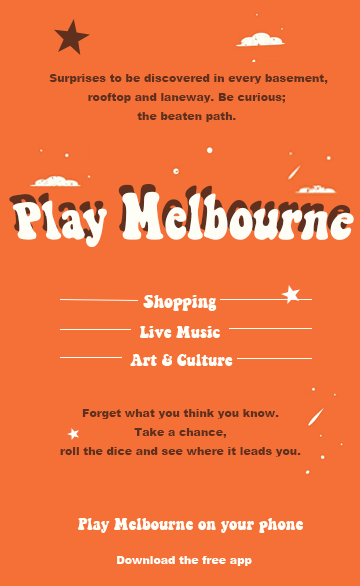 Surprises to be discovered in every basement,
rooftop and laneway. Be curious;
the beaten path.
Play Melbourne
Shopping
Live Music
Art & Culture
Forget what you think you know.
Take a chance,
roll the dice and see where it leads you.
Play Melbourne on your phone
Download the free app